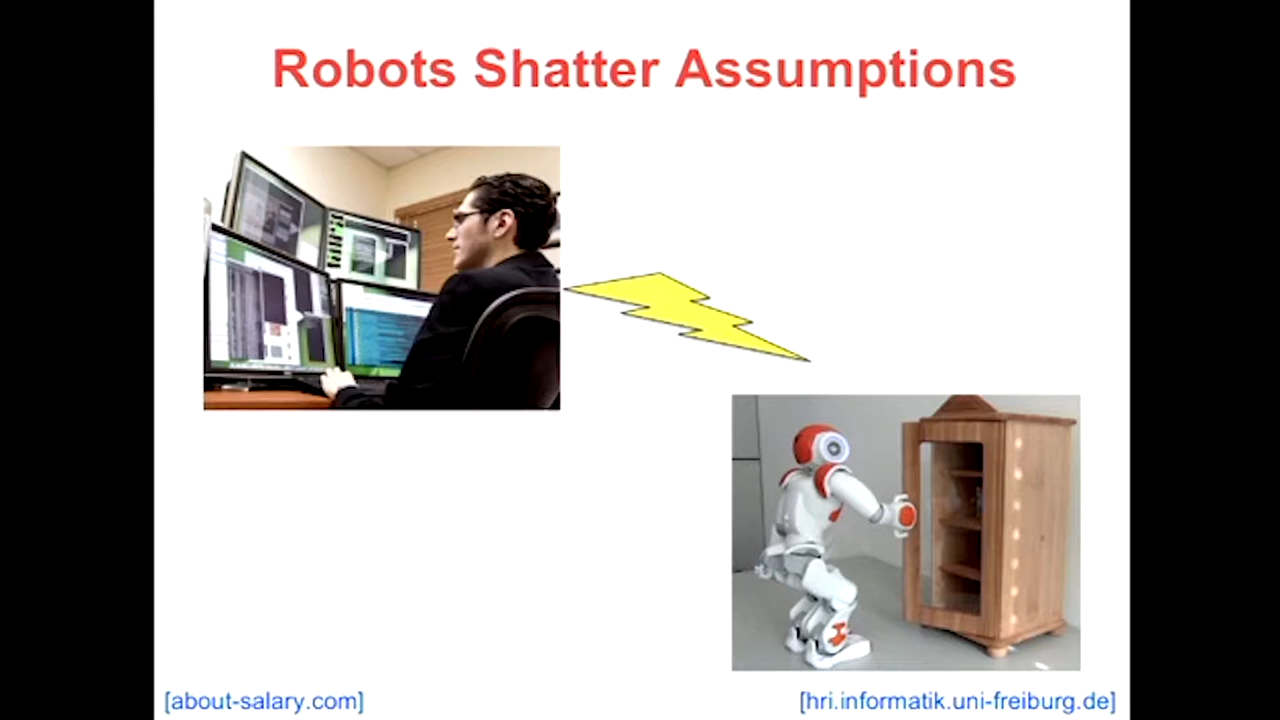 Robots Shatter Assumptions
[about-salary.com]
[hri.informatik.uni-freiburg.de]